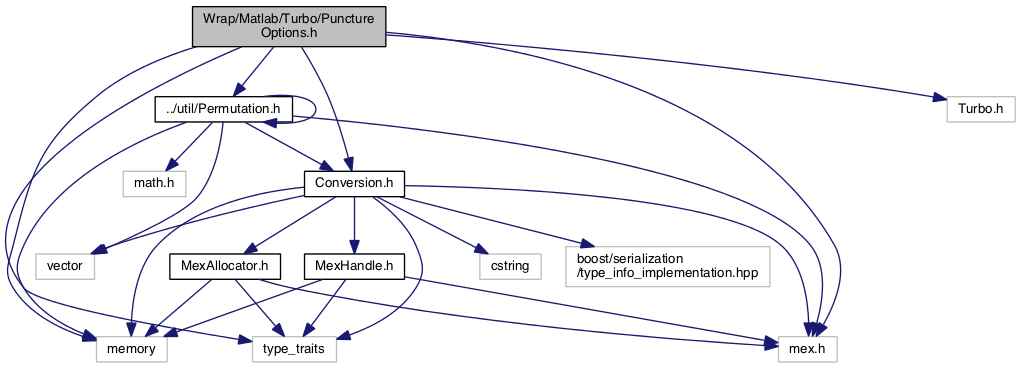 Wrap/Matlab/Turbo/Puncture
Options.h
../util/Permutation.h
Turbo.h
math.h
Conversion.h
vector
MexAllocator.h
MexHandle.h
cstring
boost/serialization
/type_info_implementation.hpp
memory
type_traits
mex.h